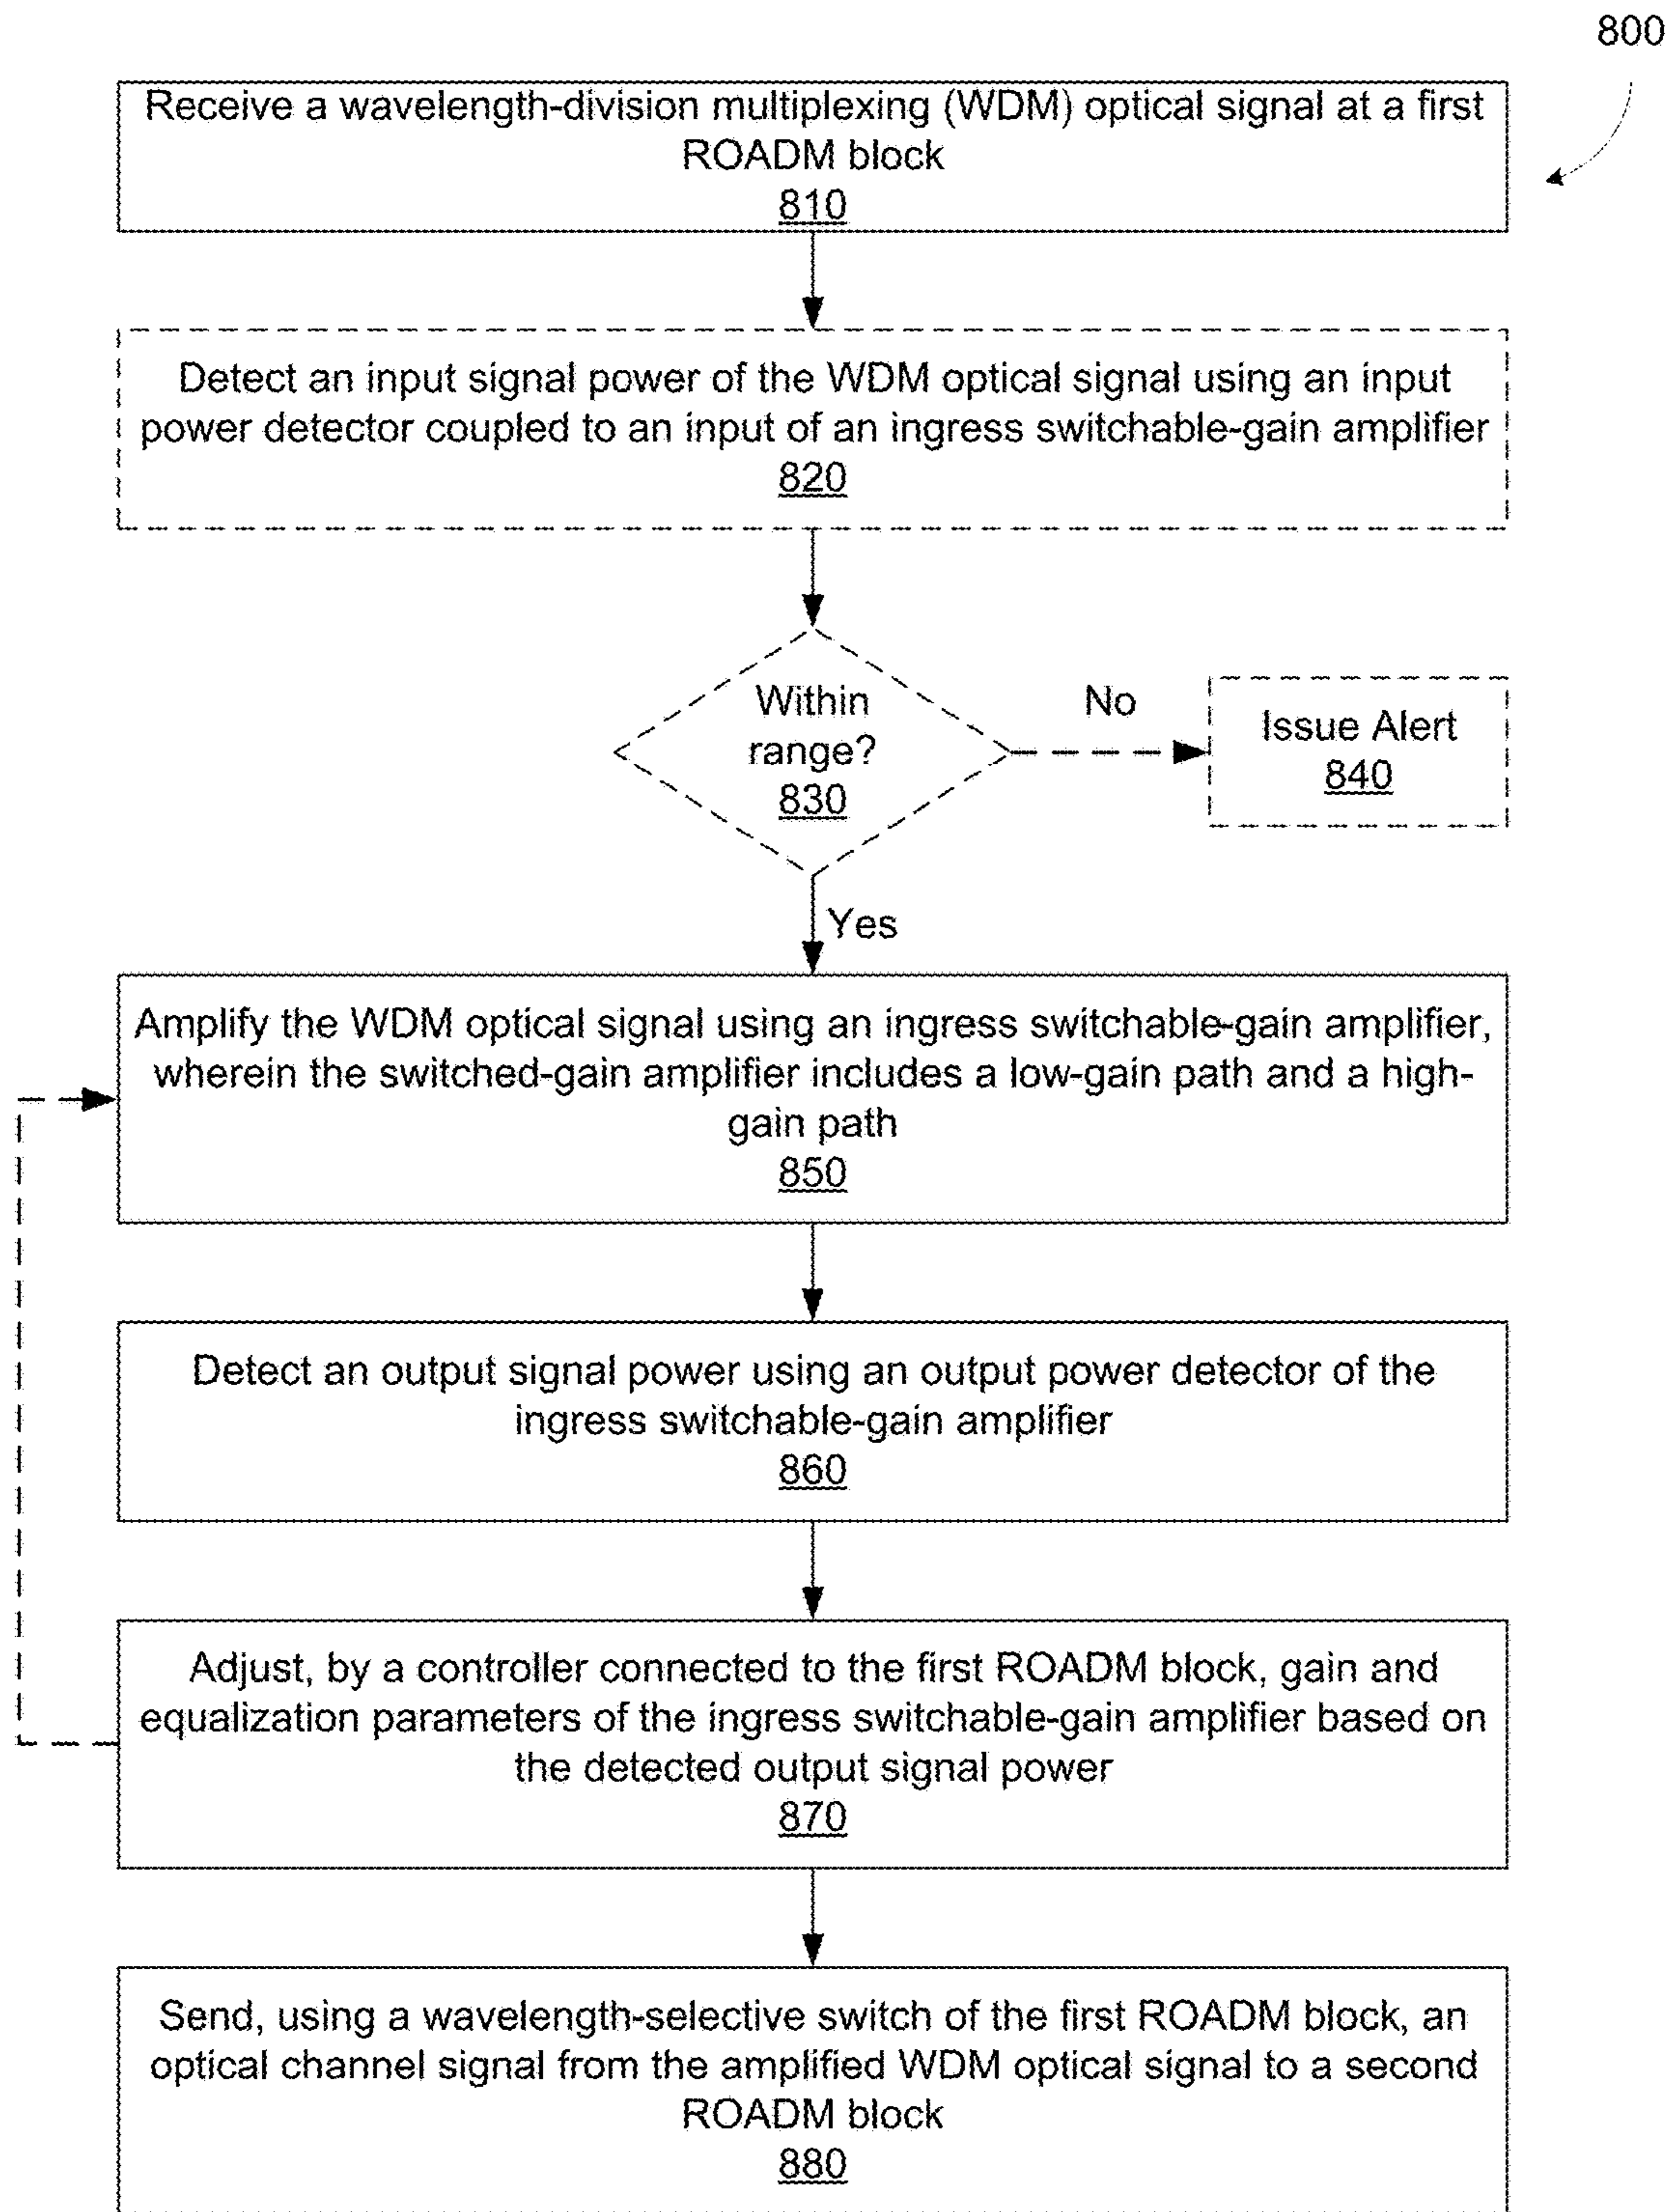 800
Receive a wavelength-division multiplexing (WDM) optical signal at a first
ROADM block
810
Detect an input signal power of the WDM optical signal using an input
power detector coupled to an input of an ingress switchable-gain amplifier
820
Within
range?
830
No
Issue Alert
840
Yes
Amplify the WDM optical signal using an ingress switchable-gain amplifier,
wherein the switched-gain amplifier includes a low-gain path and a high-
gain path
850
Detect an output signal power using an output power detector of the
ingress switchable-gain amplifier
860
Adjust, by a controller connected to the first ROADM block, gain and
equalization parameters of the ingress switchable-gain amplifier based on
the detected output signal power
870
Send, using a wavelength-selective switch of the first ROADM block, an
optical channel signal from the amplified WDM optical signal to a second
ROADM block
880